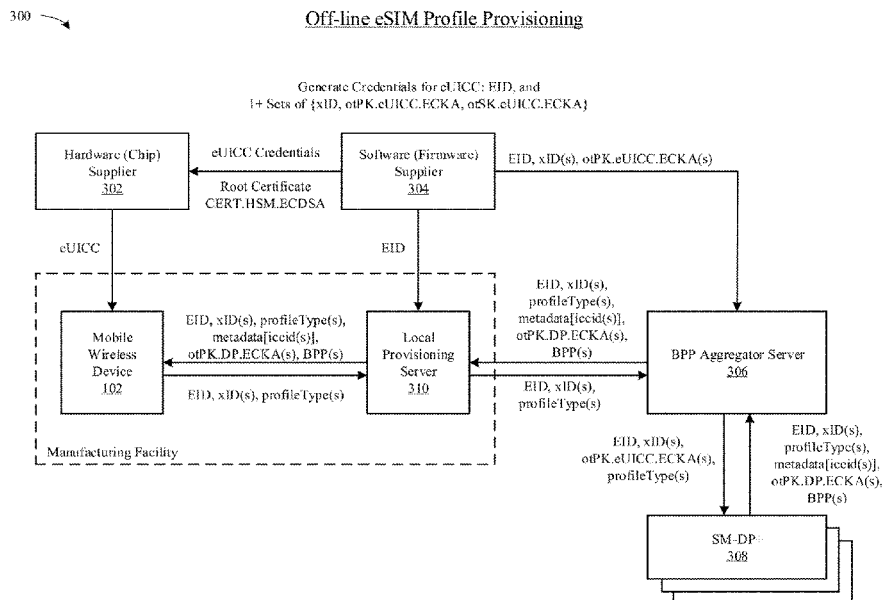 300
Off-line eSIM Profile Provisioning
Generate Credentials for eUICC: EID, and
1+ Sets of {xID, otPK.eUICC.ECKA, otSK.eUICC.ECKA}
Hardware (Chip)
Supplier
302
eUICC Credentials
Root Certificate
CERT.HSM.ECDSA
Software (Firmware)
Supplier
304
EID, xID(s), otPK.eUICC.ECKA(s)
eUICC
EID
Mobile
Wireless
Device
102
EID, xID(s), profileType(s),
metadata[iccid(s)],
otPK.DP.ECKA(s), BPP(s)
EID, xID(s), profileType(s)
Local
Provisioning
Server
310
EID, xID(s),
profileType(s),
metadata[iccid(s)],
otPK.DP.ECKA(s),
BPP(s)
EID, xID(s),
profileType(s)
BPP Aggregator Server
306
Manufacturing Facility
EID, xID(s),
otPK.eUICC.ECKA(s),
profileType(s)
EID, xID(s),
profileType(s),
metadata[iccid(s)],
otPK.DP.ECKA(s),
BPP(s)
SM-DP+
308